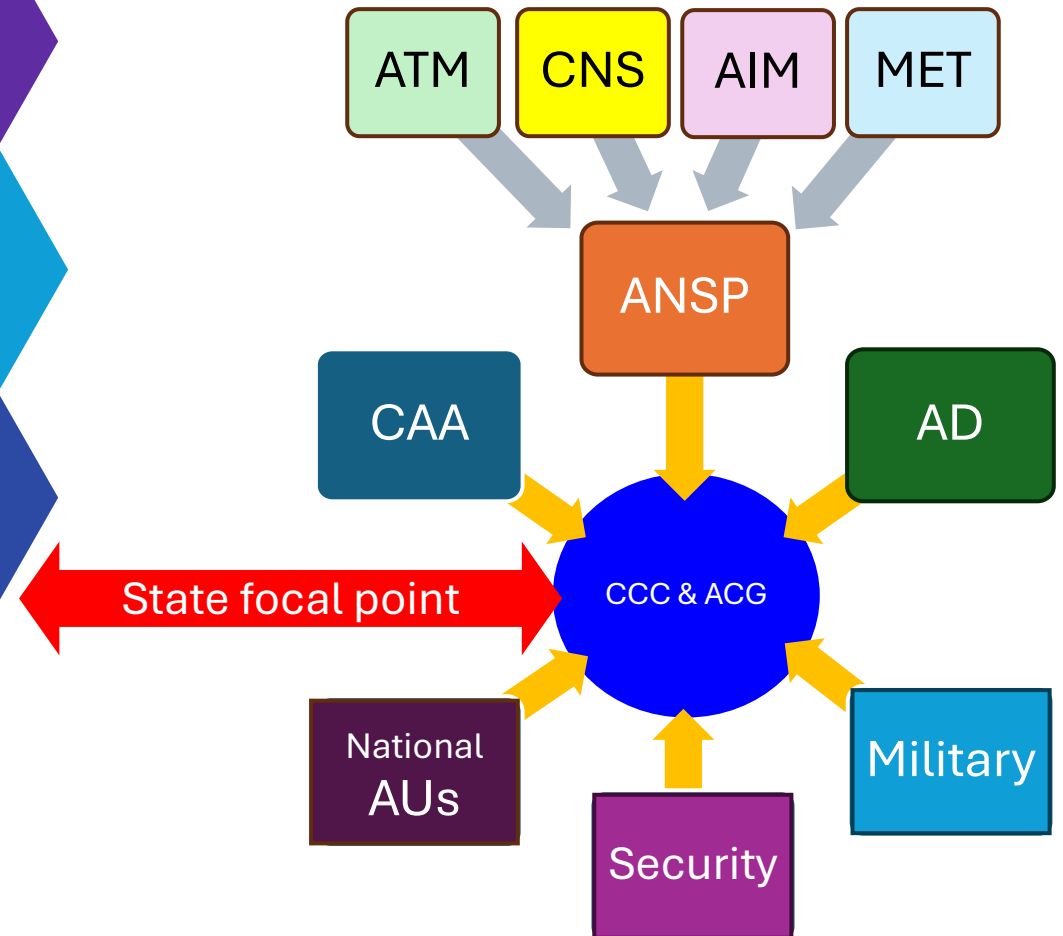 ATM
CNS
AIM
MET
ANSP
CAA
AD
State focal point
CCC & ACG
National
AUs
Military
Security